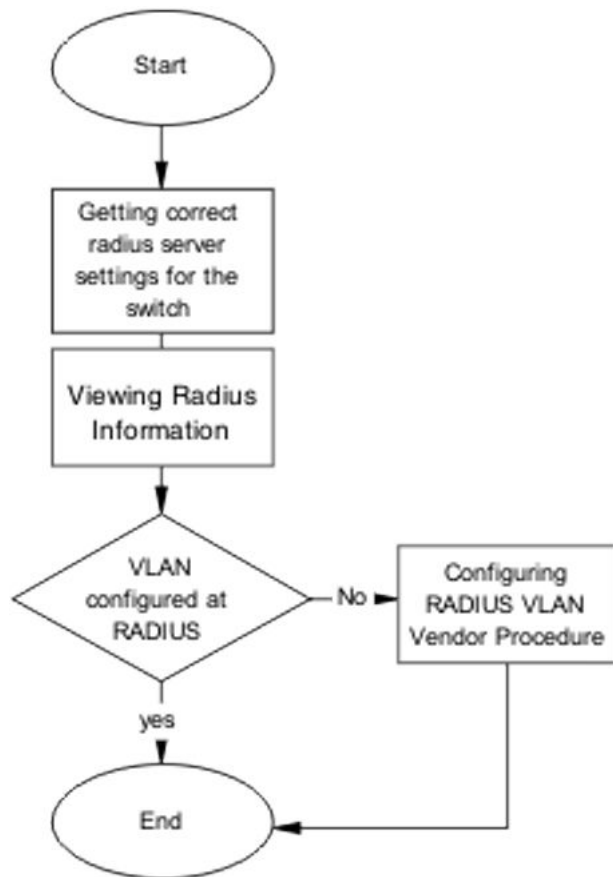 Start
Getting correct
radius server
settings for the
switch
Viewing Radius
Information
VLAN
configured at
RADIUS
No
Configuring
RADIUS VLAN
Vendor Procedure
yes
End